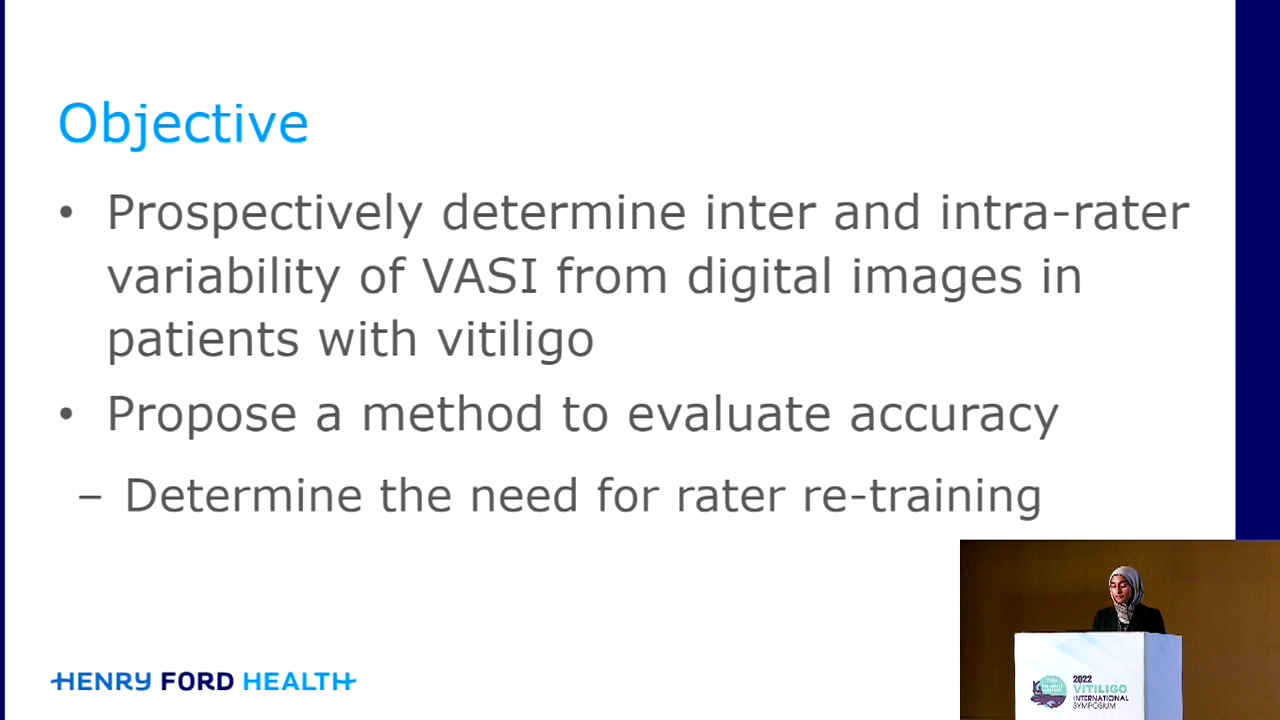 Objective
• Prospectively determine inter and intra-rater
variability of VASI from digital images in
patients with vitiligo
• Propose a method to evaluate accuracy
– Determine the need for rater re-training
HENRY FORD HEALTH
2022
VITILIGO
INTERNATIONAL
SYMPOSIUM